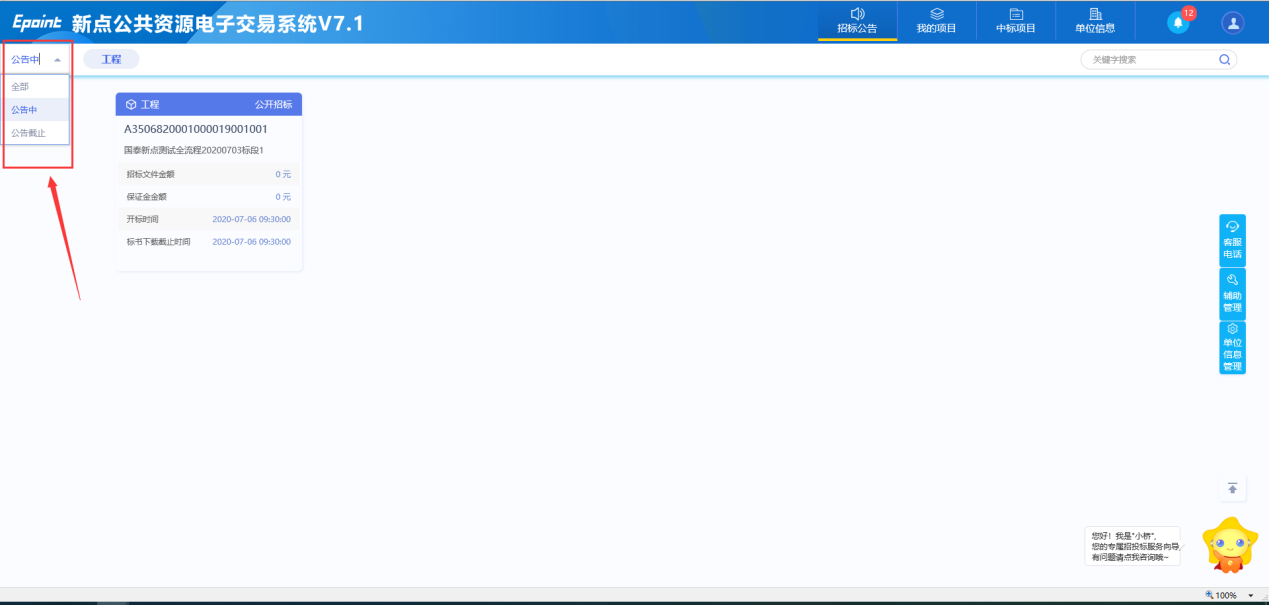 Epoint 新点公共资源电子交易系统V7.1
招标公告
我的项目
中标项目
单位信息
12
公告中
工程
关键字搜索
全部
公告中
公告截止
工程 公开招标
A3506820001000019001001
国泰新点测试全流程20200703标段1
招标文件金额 0 元
保证金金额 0 元
开标时间 2020-07-06 09:30:00
标书下载截止时间 2020-07-06 09:30:00
客服
电话
辅助
管理
单位
信息
管理
您好！我是"小桥",
您的专属招投标服务向导,
有问题请点我咨询哦~
100%